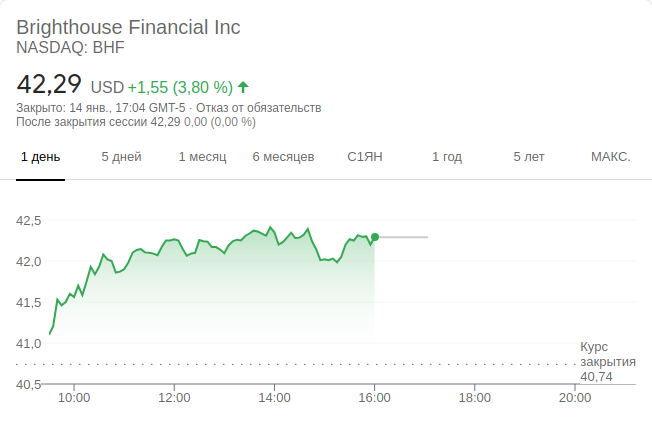 Brighthouse Financial Inc
NASDAQ: BHF
42,29 USD +1,55 (3,80 %)
Закрыто: 14 янв., 17:04 GMT-5 · Отказ от обязательств
После закрытия сессии 42,29 0,00 (0,00 %)
1 день 5 дней 1 месяц 6 месяцев С1ЯН 1 год 5 лет МАКС.
42,5
42,0
41,5
41,0
Курс
закрытия
40,74
40,5
10:00 12:00 14:00 16:00 18:00 20:00